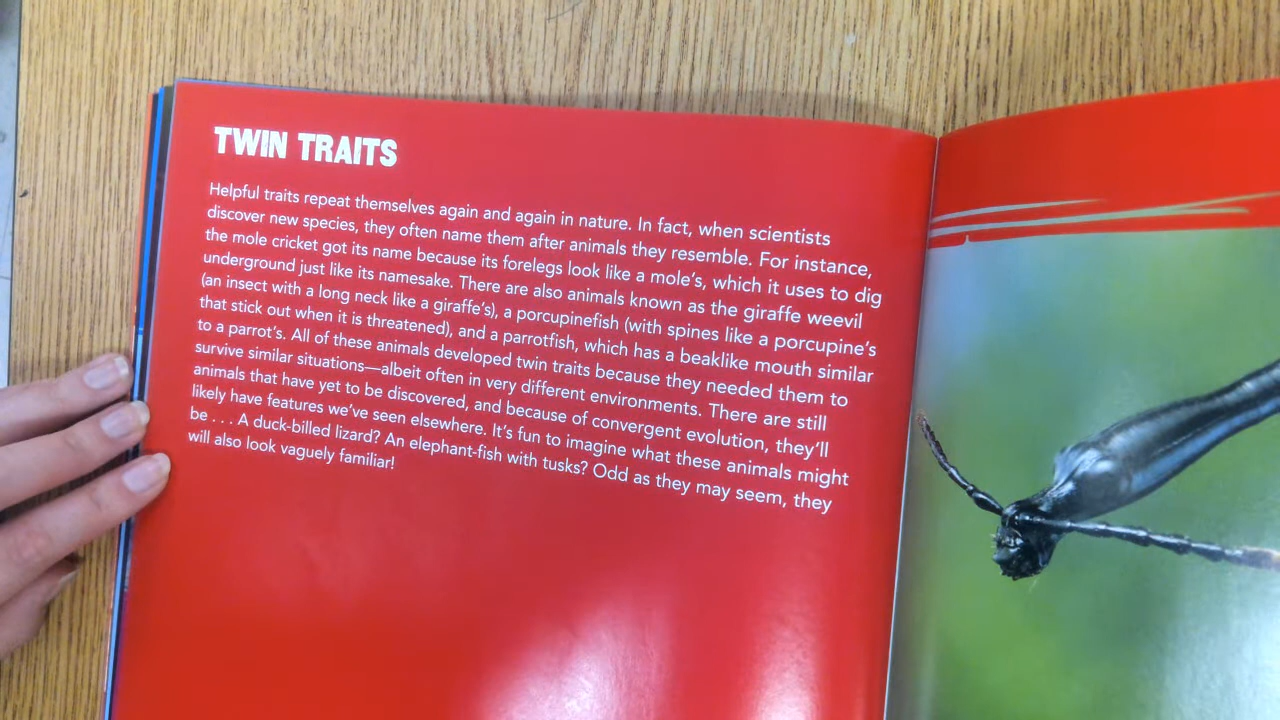 TWIN TRAITS
Helpful traits repeat themselves again and again in nature. In fact, when scientists
discover new species, they often name them after animals they resemble. For instance,
the mole cricket got its name because its forelegs look like a mole's, which it uses to dig
underground just like its namesake. There are also animals known as the giraffe weevil
(an insect with a long neck like a giraffe's), a porcupinefish (with spines like a porcupine's
that stick out when it is threatened), and a parrotfish, which has a beaklike mouth similar
to a parrot's. All of these animals developed twin traits because they needed them to
survive similar situations—albeit often in very different environments. There are still
animals that have yet to be discovered, and because of convergent evolution, they'll
likely have features we've seen elsewhere. It's fun to imagine what these animals might
be . . . A duck-billed lizard? An elephant-fish with tusks? Odd as they may seem, they
will also look vaguely familiar!